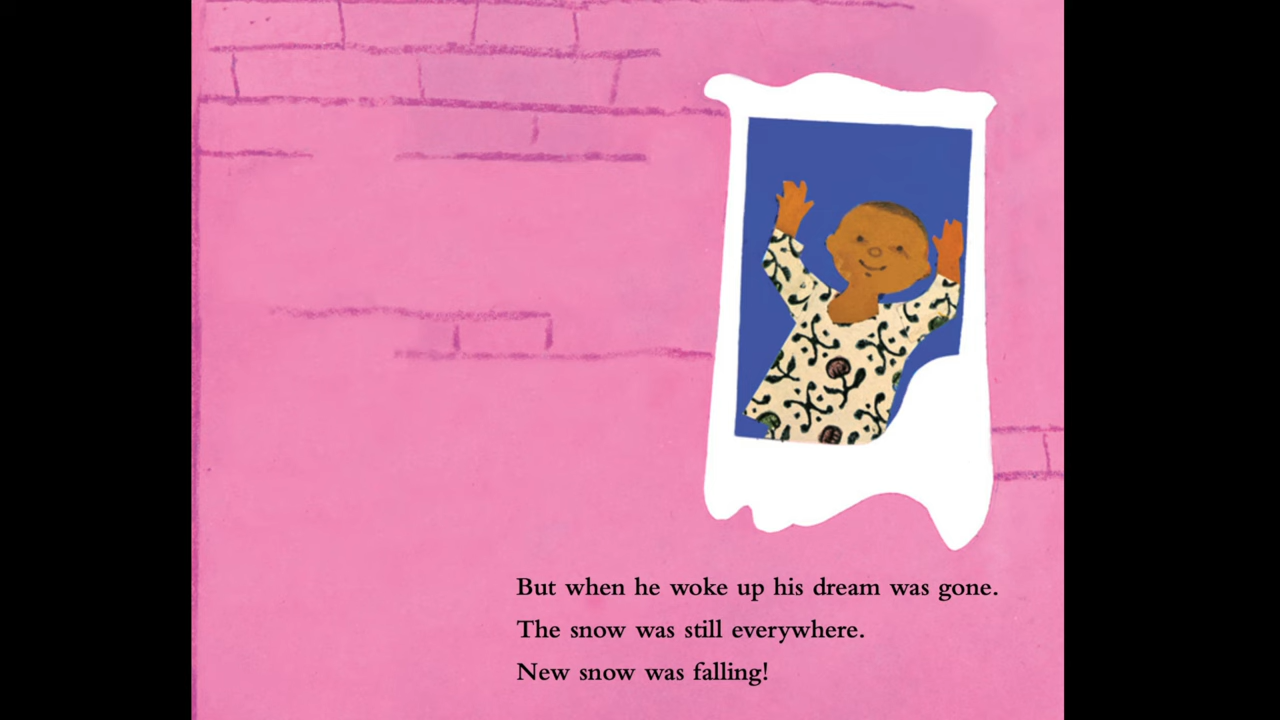 But when he woke up his dream was gone.
The snow was still everywhere.
New snow was falling!